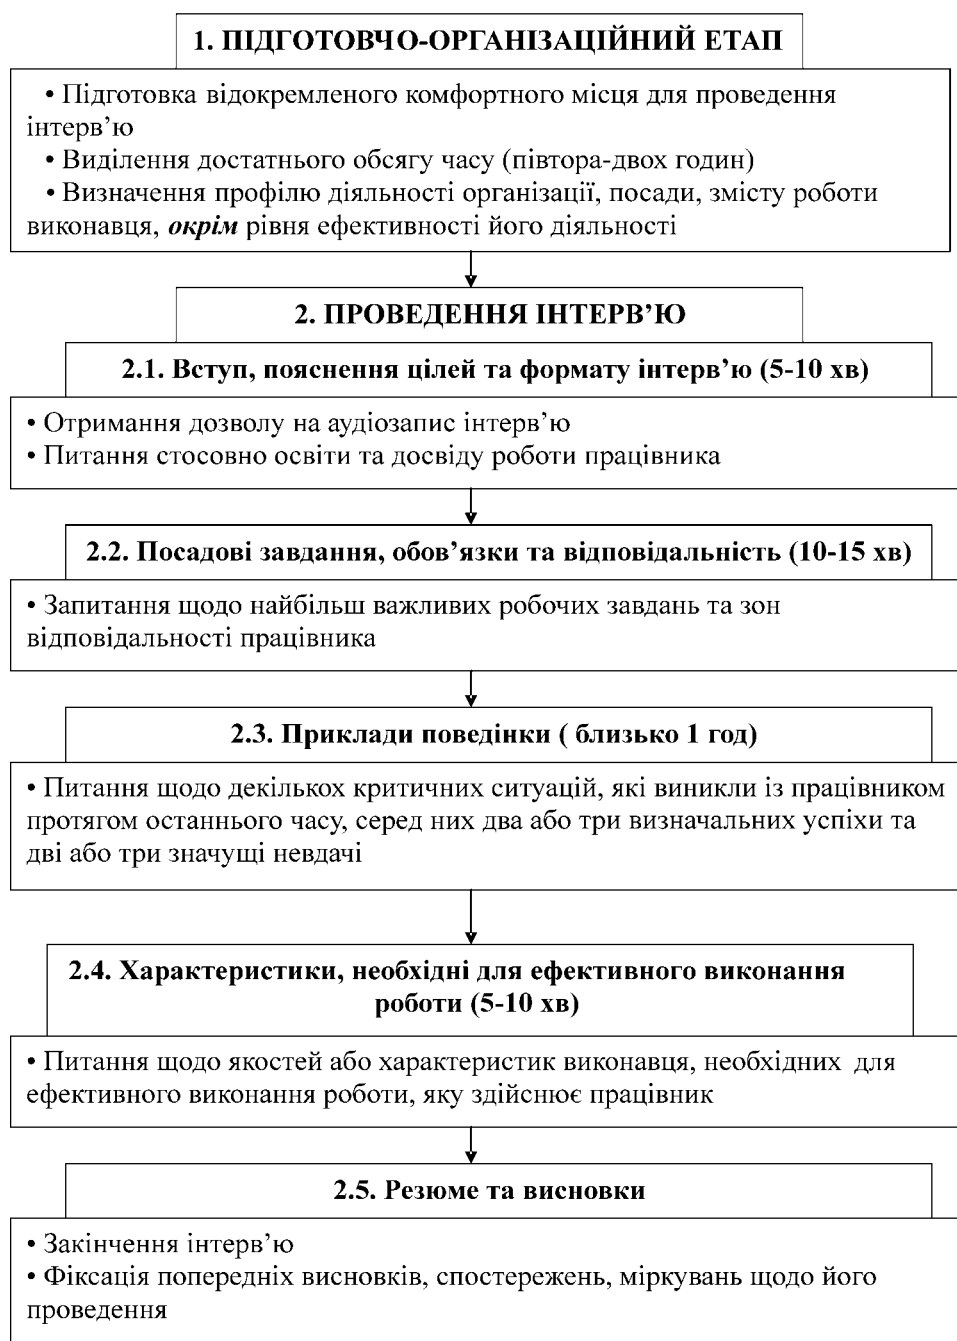 1. ПІДГОТОВЧО-ОРГАНІЗАЦІЙНИЙ ЕТАП
• Підготовка відокремленого комфортного місця для проведення
інтерв’ю
• Виділення достатнього обсягу часу (півтора-двох годин)
• Визначення профілю діяльності організації, посади, змісту роботи
виконавця, окрім рівня ефективності його діяльності
2. ПРОВЕДЕННЯ ІНТЕРВ’Ю
2.1. Вступ, пояснення цілей та формату інтерв’ю (5-10 хв)
• Отримання дозволу на аудіозапис інтерв’ю
• Питання стосовно освіти та досвіду роботи працівника
2.2. Посадові завдання, обов’язки та відповідальність (10-15 хв)
• Запитання щодо найбільш важливих робочих завдань та зон
відповідальності працівника
2.3. Приклади поведінки ( близько 1 год)
• Питання щодо декількох критичних ситуацій, які виникли із працівником
протягом останнього часу, серед них два або три визначальних успіхи та
дві або три значущі невдачі
2.4. Характеристики, необхідні для ефективного виконання
роботи (5-10 хв)
• Питання щодо якостей або характеристик виконавця, необхідних для
ефективного виконання роботи, яку здійснює працівник
2.5. Резюме та висновки
• Закінчення інтерв’ю
• Фіксація попередніх висновків, спостережень, міркувань щодо його
проведення